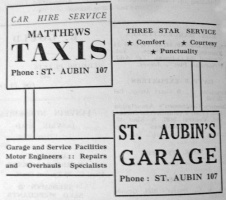 CAR HIRE SERVICE
MATTHEWS
TAXIS
Phone : ST. AUBIN 107
THREE STAR SERVICE
★ Comfort ★ Courtesy
★ Punctuality
Garage and Service Facilities
Motor Engineers :: Repairs
and Overhauls Specialists
ST. AUBIN'S
GARAGE
Phone : ST. AUBIN 107